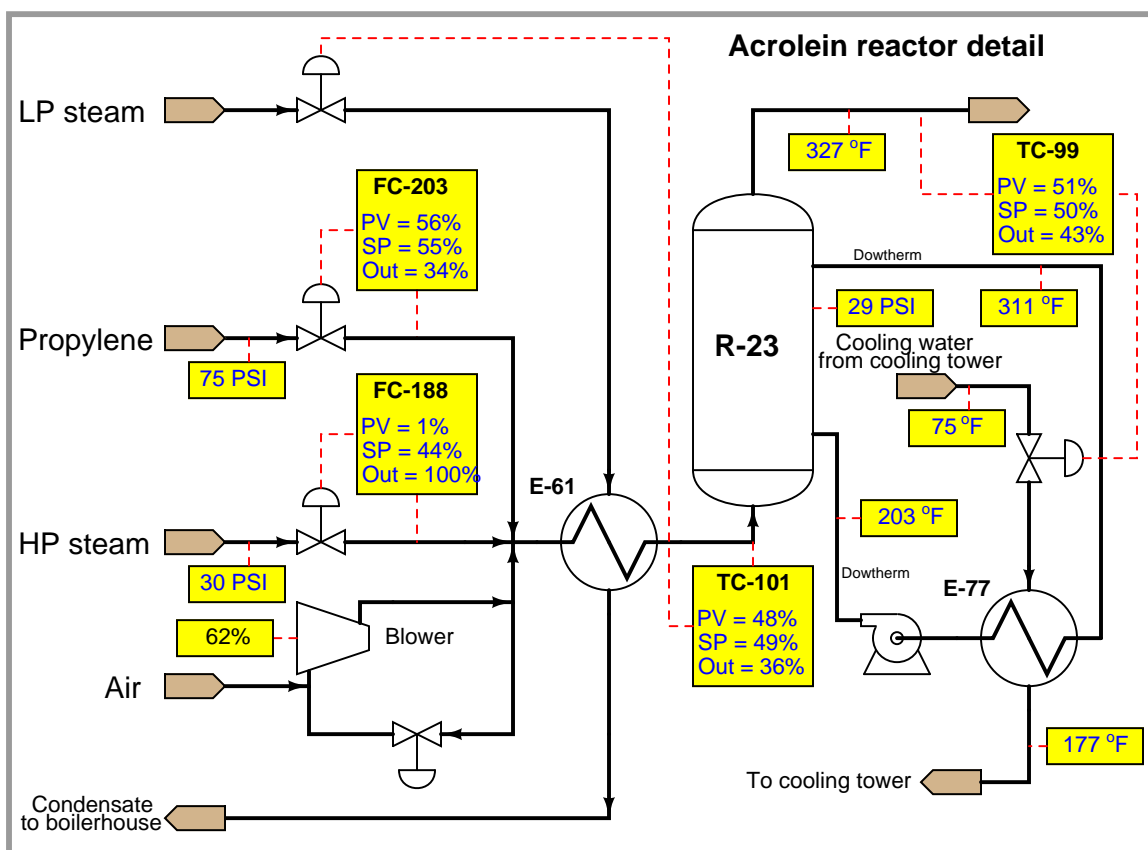 Acrolein reactor detail
LP steam
327 °F
TC-99
PV = 51%
SP = 50%
Out = 43%
FC-203
PV = 56%
SP = 55%
Out = 34%
Dowtherm
29 PSI
311 °F
Propylene
75 PSI
R-23
Cooling water
from cooling tower
75 °F
FC-188
PV = 1%
SP = 44%
Out = 100%
E-61
HP steam
30 PSI
203 °F
Dowtherm
E-77
TC-101
PV = 48%
SP = 49%
Out = 36%
62%
Blower
Air
177 °F
To cooling tower
Condensate
to boilerhouse